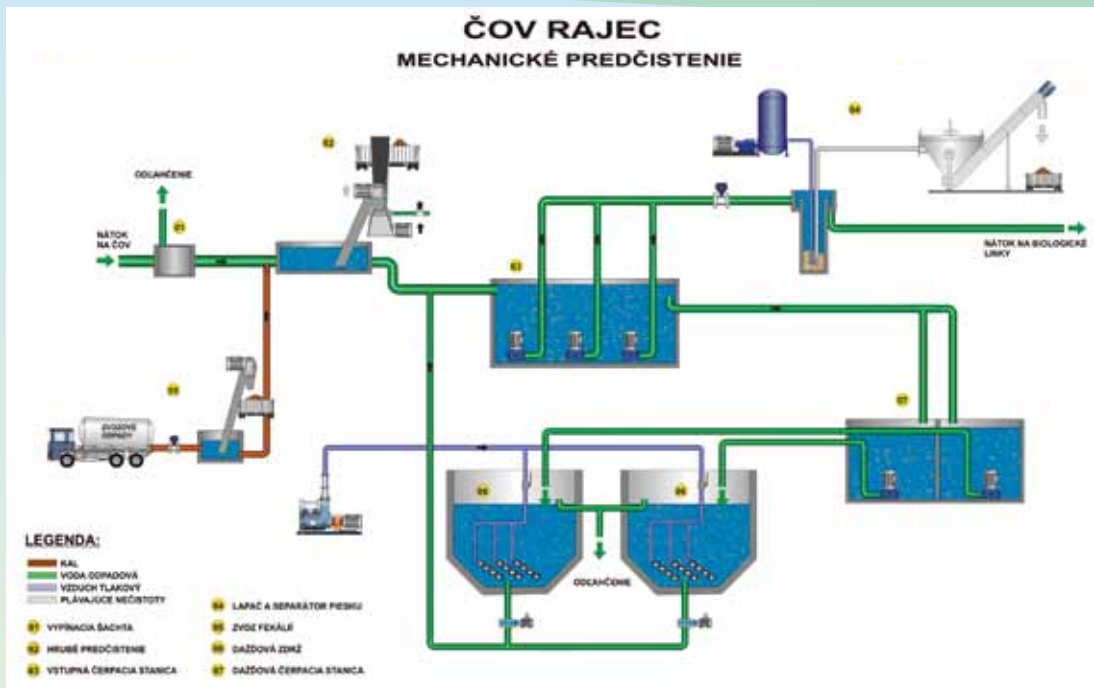 ČOV RAJEC
MECHANICKÉ PREDČISTENIE
02
04
ODĽAHČENIE
01
NÁTOK
NA ČOV
03
NÁTOK NA BIOLOGICKÉ
LINKY
05
ZVOZOVÉ
ODPADY
07
06
06
ODĽAHČENIE
LEGENDA:
KAL
VODA ODPADOVÁ
VZDUCH TLAKOVÝ
PLÁVAJÚCE NEČISTOTY
01 VYPÍNACIA ŠACHTA
02 HRUBÉ PREDČISTENIE
03 VSTUPNÁ ČERPACIA STANICA
04 LAPAČ A SEPARÁTOR PIESKU
05 ZVOZ FEKÁLIÍ
06 DAŽĎOVÁ ZDRŽ
07 DAŽĎOVÁ ČERPACIA STANICA